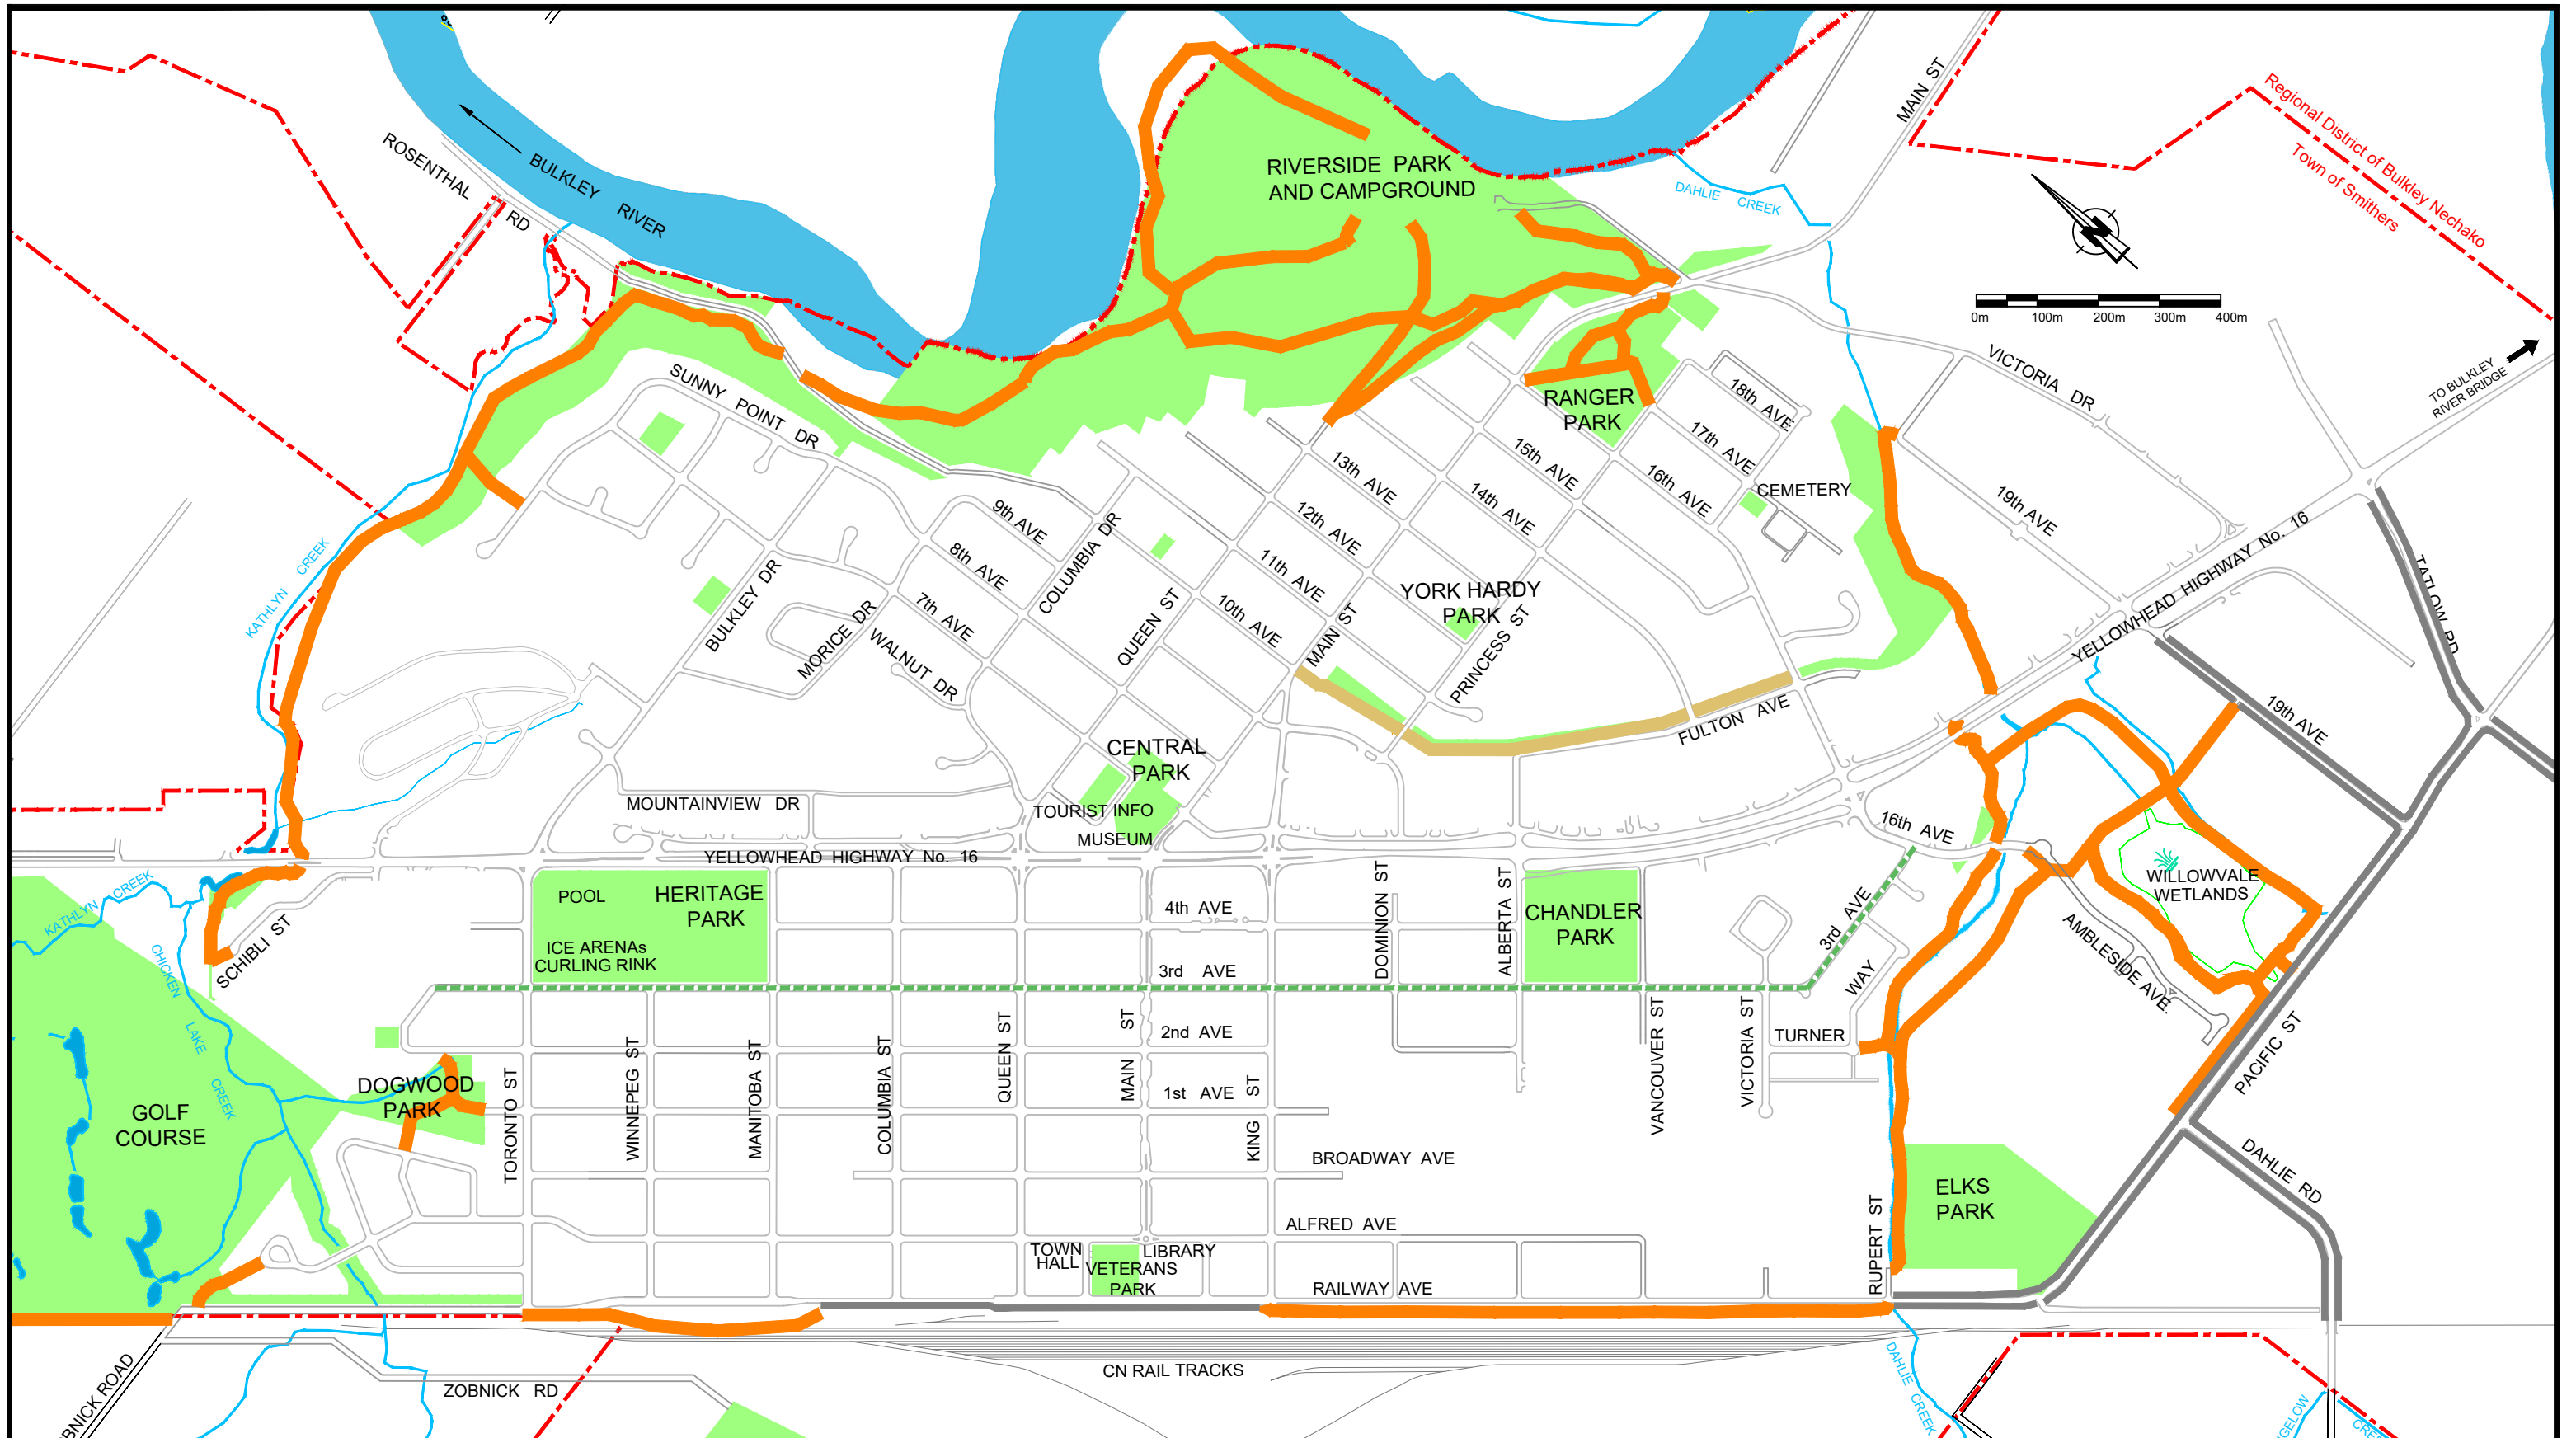 MAIN ST
Regional District of Bulkley Nechako
Town of Smithers
ROSENTHAL
RD
BULKLEY RIVER
RIVERSIDE PARK
AND CAMPGROUND
DAHLIE CREEK
N
0m 100m 200m 300m 400m
TO BULKLEY
RIVER BRIDGE
VICTORIA DR
SUNNY POINT DR
RANGER
PARK
18th AVE
17th AVE
16th AVE
15th AVE
14th AVE
13th AVE
12th AVE
11th AVE
10th AVE
9th AVE
8th AVE
7th AVE
CEMETERY
19th AVE
COLUMBIA DR
QUEEN ST
MAIN ST
YORK HARDY
PARK
PRINCESS ST
KATHLYN CREEK
BULKLEY DR
MORICE DR
WALNUT DR
YELLOWHEAD HIGHWAY No. 16
TATLOW RD
19th AVE
FULTON AVE
CENTRAL
PARK
TOURIST INFO
MUSEUM
MOUNTAINVIEW DR
YELLOWHEAD HIGHWAY No. 16
16th AVE
KATHLYN CREEK
SCHIBLI ST
POOL
HERITAGE
PARK
ICE ARENAs
CURLING RINK
4th AVE
3rd AVE
2nd AVE
1st AVE
DOMINION ST
ALBERTA ST
CHANDLER
PARK
3rd AVE
WAY
TURNER
WILLOWVALE
WETLANDS
AMBLESIDE AVE.
PACIFIC ST
CHICKEN LAKE CREEK
GOLF
COURSE
DOGWOOD
PARK
TORONTO ST
WINNEPEG ST
MANITOBA ST
COLUMBIA ST
QUEEN ST
MAIN ST
KING ST
VANCOUVER ST
VICTORIA ST
BROADWAY AVE
ALFRED AVE
DAHLIE RD
ELKS
PARK
RUPERT ST
TOWN
HALL
LIBRARY
VETERANS
PARK
RAILWAY AVE
CN RAIL TRACKS
ZOBNICK RD
BNICK ROAD
DAHLIE CREEK